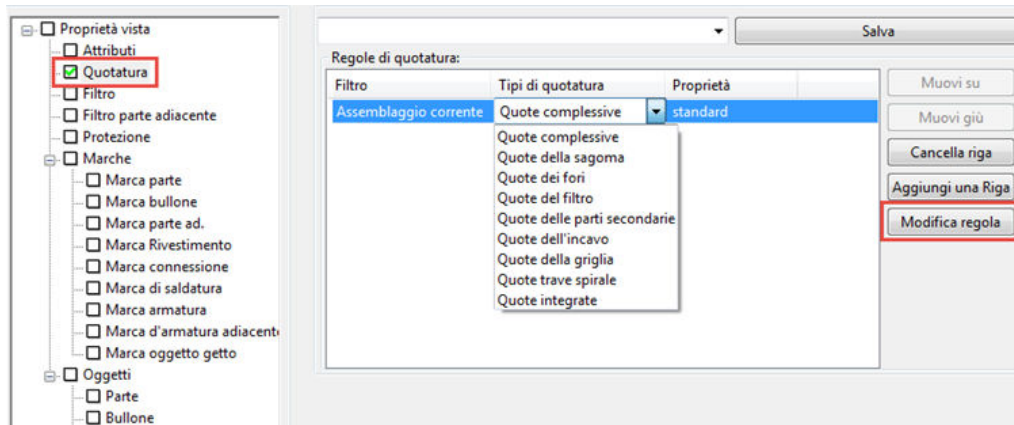 Proprietà vista
Attributi
Quotatura
Filtro
Filtro parte adiacente
Protezione
Marche
Marca parte
Marca bullone
Marca parte ad.
Marca Rivestimento
Marca connessione
Marca di saldatura
Marca armatura
Marca d'armatura adiacent
Marca oggetto getto
Oggetti
Parte
Bullone
Salva
Regole di quotatura:
Filtro Tipi di quotatura Proprietà
Assemblaggio corrente Quote complessive standard
Quote complessive
Quote della sagoma
Quote dei fori
Quote del filtro
Quote delle parti secondarie
Quote dell'incavo
Quote della griglia
Quote trave spirale
Quote integrate
Muovi su
Muovi giù
Cancella riga
Aggiungi una Riga
Modifica regola